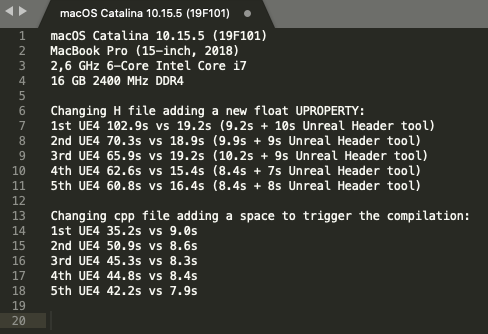 macOS Catalina 10.15.5 (19F101)
1 macOS Catalina 10.15.5 (19F101)
2 MacBook Pro (15-inch, 2018)
3 2,6 GHz 6-Core Intel Core i7
4 16 GB 2400 MHz DDR4
5
6 Changing H file adding a new float UPROPERTY:
7 1st UE4 102.9s vs 19.2s (9.2s + 10s Unreal Header tool)
8 2nd UE4 70.3s vs 18.9s (9.9s + 9s Unreal Header tool)
9 3rd UE4 65.9s vs 19.2s (10.2s + 9s Unreal Header tool)
10 4th UE4 62.6s vs 15.4s (8.4s + 7s Unreal Header tool)
11 5th UE4 60.8s vs 16.4s (8.4s + 8s Unreal Header tool)
12
13 Changing cpp file adding a space to trigger the compilation:
14 1st UE4 35.2s vs 9.0s
15 2nd UE4 50.9s vs 8.6s
16 3rd UE4 45.3s vs 8.3s
17 4th UE4 44.8s vs 8.4s
18 5th UE4 42.2s vs 7.9s
19
20